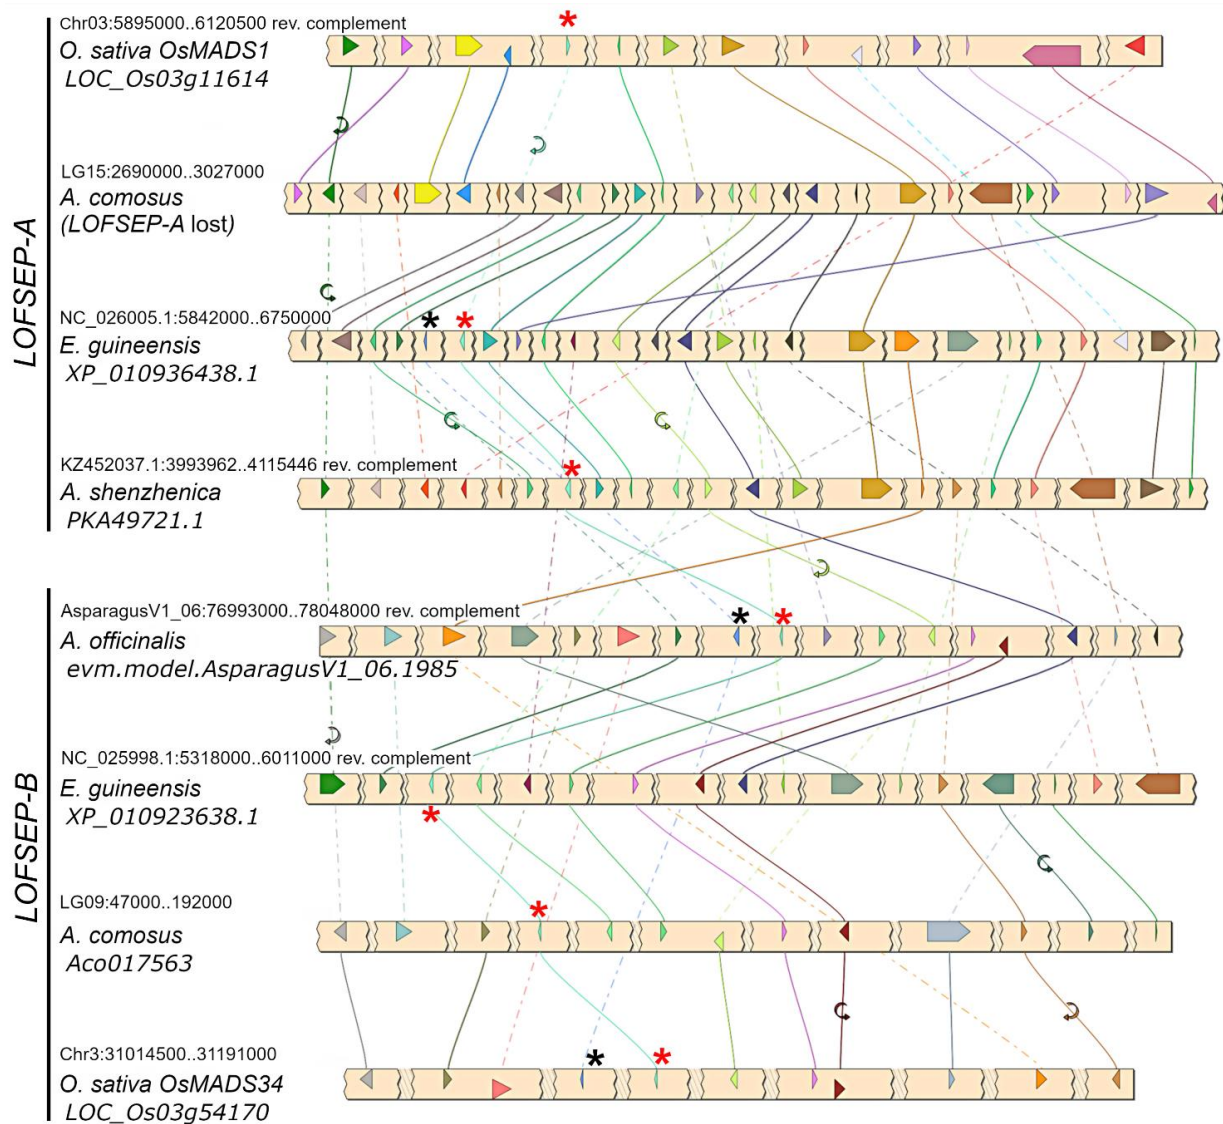 LOFSEP-A
Chr03:5895000..6120500 rev. complement
O. sativa OsMADS1
LOC_Os03g11614
LG15:2690000..3027000
A. comosus
(LOFSEP-A lost)
NC_026005.1:5842000..6750000
E. guineensis
XP_010936438.1
KZ452037.1:3993962..4115446 rev. complement
A. shenzhenica
PKA49721.1
LOFSEP-B
AsparagusV1_06:76993000..78048000 rev. complement
A. officinalis
evm.model.AsparagusV1_06.1985
NC_025998.1:5318000..6011000 rev. complement
E. guineensis
XP_010923638.1
LG09:47000..192000
A. comosus
Aco017563
Chr3:31014500..31191000
O. sativa OsMADS34
LOC_Os03g54170